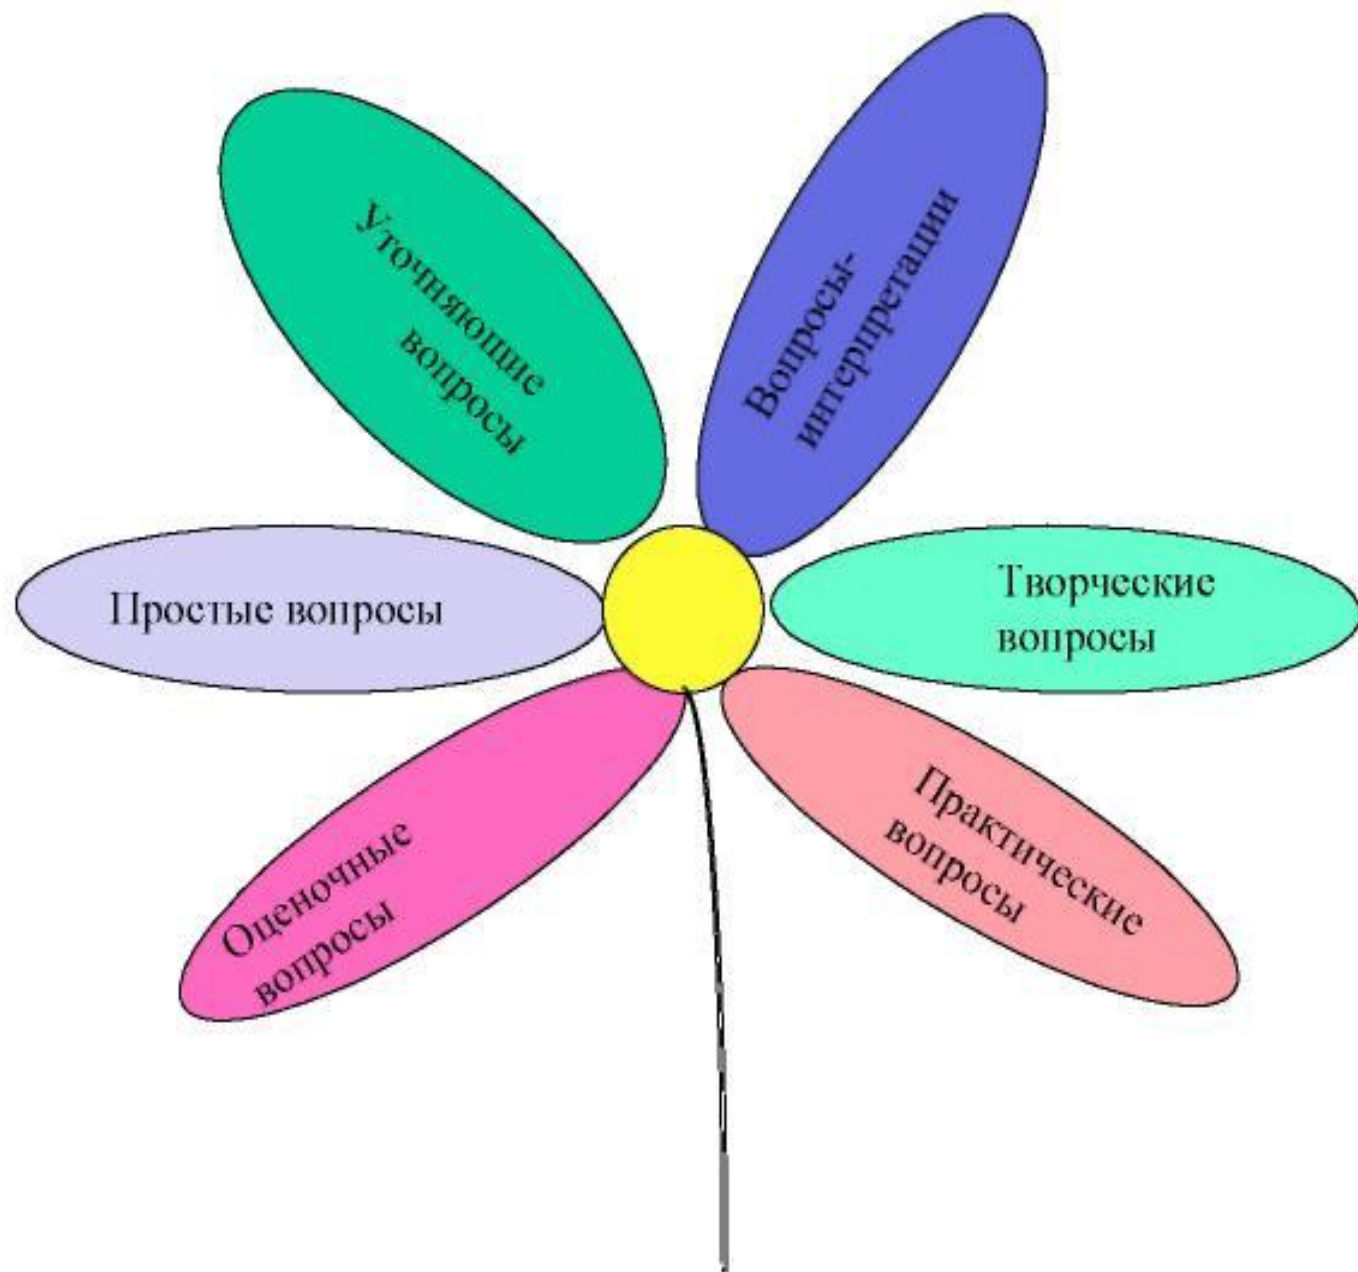 Уточняющие
вопросы
Вопросы-
интерпретации
Простые вопросы
Творческие
вопросы
Оценочные
вопросы
Практические
вопросы